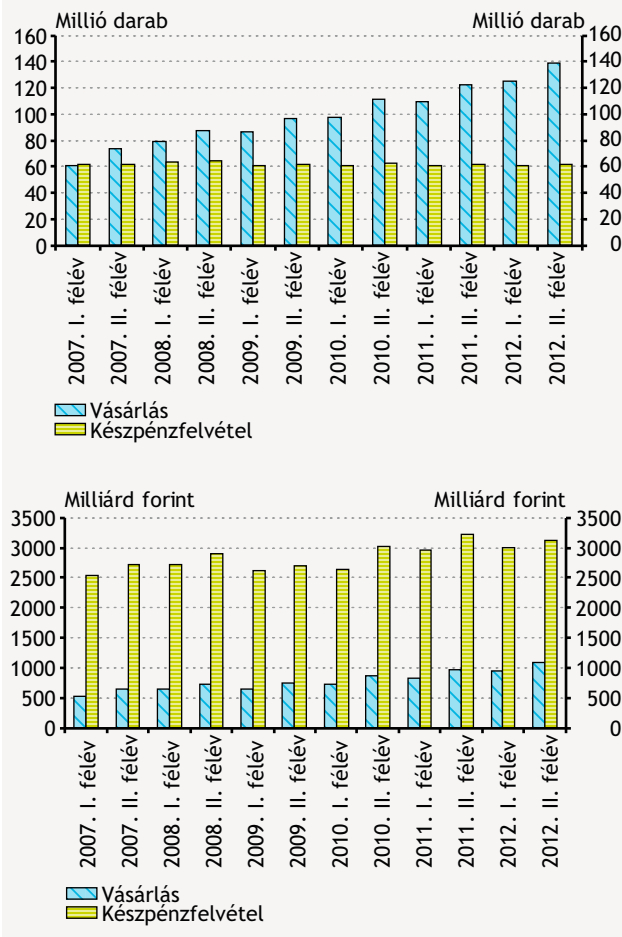 Millió darab Millió darab
160 160
140 140
120 120
100 100
80 80
60 60
40 40
20 20
0 0
2007. I. félév
2007. II. félév
2008. I. félév
2008. II. félév
2009. I. félév
2009. II. félév
2010. I. félév
2010. II. félév
2011. I. félév
2011. II. félév
2012. I. félév
2012. II. félév
Vásárlás
Készpénzfelvétel
Milliárd forint Milliárd forint
3500 3500
3000 3000
2500 2500
2000 2000
1500 1500
1000 1000
500 500
0 0
2007. I. félév
2007. II. félév
2008. I. félév
2008. II. félév
2009. I. félév
2009. II. félév
2010. I. félév
2010. II. félév
2011. I. félév
2011. II. félév
2012. I. félév
2012. II. félév
Vásárlás
Készpénzfelvétel